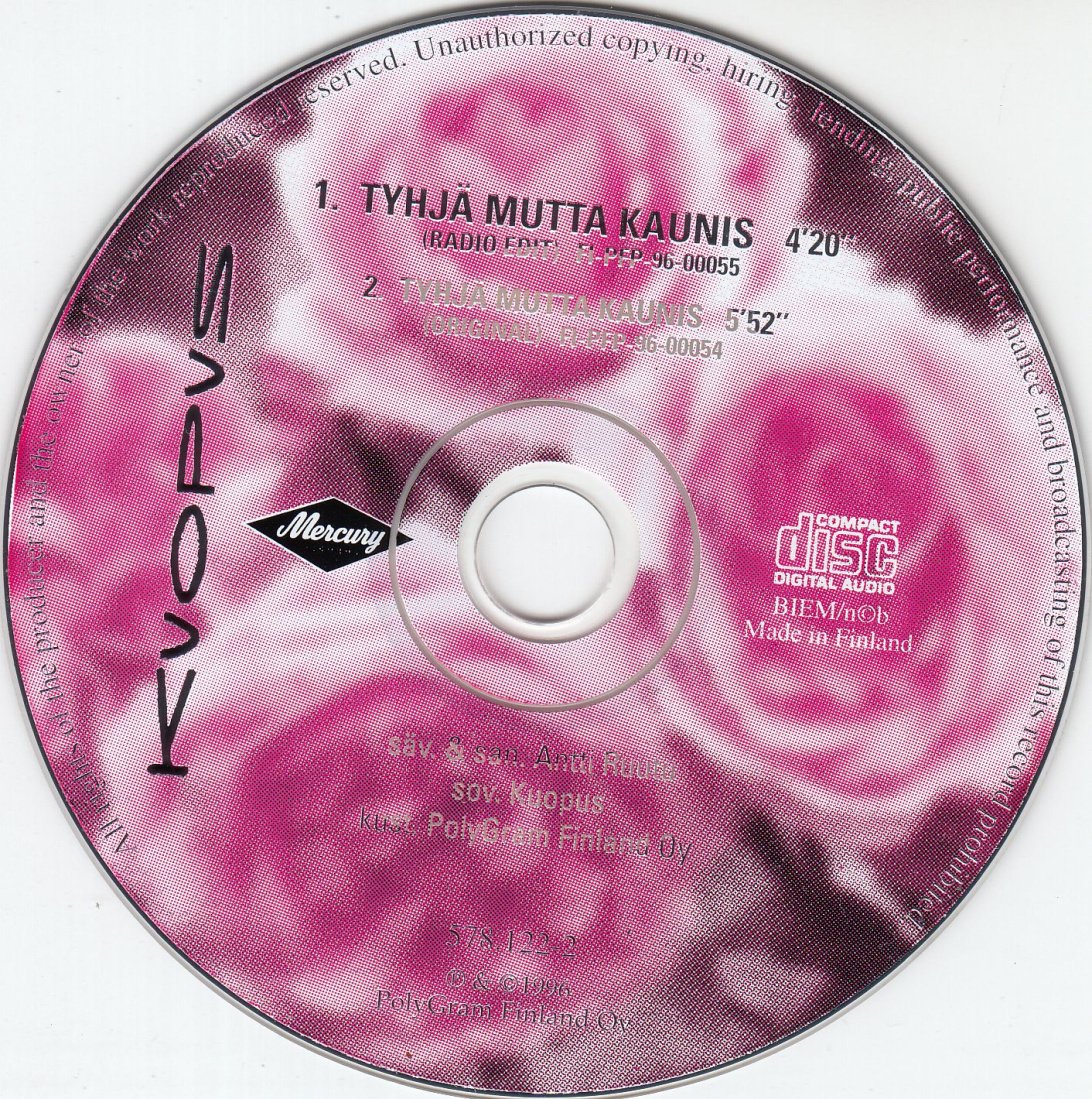 All rights of the producer and the owner of the work reproduced reserved. Unauthorized copying, hiring, lending, public performance and broadcasting of this record prohibited
1. TYHJÄ MUTTA KAUNIS 4'20"
(RADIO EDIT) FI-PFP-96-00055
2. TYHJÄ MUTTA KAUNIS 5'52"
(ORIGINAL) FI-PFP-96-00054
KUOPUS
Mercury
COMPACT
disc
DIGITAL AUDIO
BIEM/n©b
Made in Finland
säv. & san. Antti Ruuto
sov. Kuopus
kust. PolyGram Finland Oy
578 122-2
℗ & ©1996
PolyGram Finland Oy